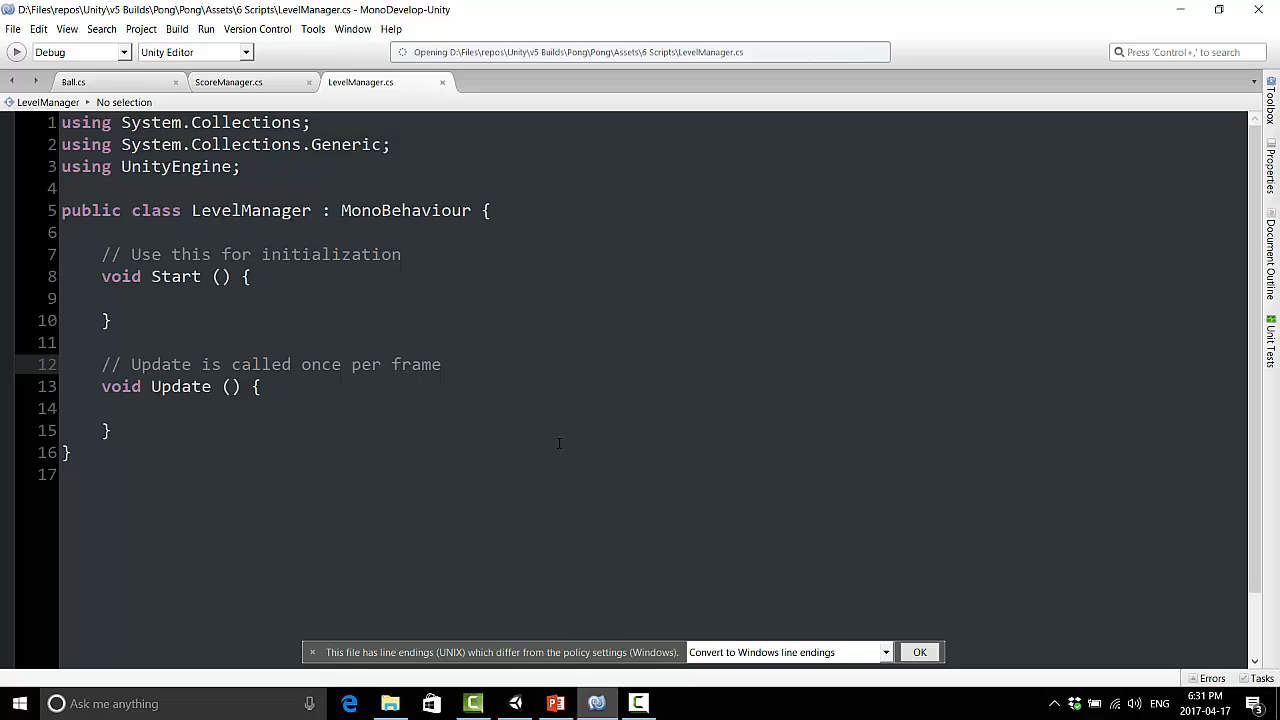 D:\Files\repos\Unity\v5 Builds\Pong\Pong\Assets\6 Scripts\LevelManager.cs - MonoDevelop-Unity
File Edit View Search Project Build Run Version Control Tools Window Help
Debug Unity Editor Opening D:\Files\repos\Unity\v5 Builds\Pong\Pong\Assets\6 Scripts\LevelManager.cs Press 'Control+,' to search
Ball.cs ScoreManager.cs LevelManager.cs
LevelManager No selection
1 using System.Collections;
2 using System.Collections.Generic;
3 using UnityEngine;
4
5 public class LevelManager : MonoBehaviour {
6
7 // Use this for initialization
8 void Start () {
9
10 }
11
12 // Update is called once per frame
13 void Update () {
14
15 }
16 }
17
Toolbox
Properties
Document Outline
Unit Tests
This file has line endings (UNIX) which differ from the policy settings (Windows). Convert to Windows line endings OK
Errors Tasks
Ask me anything
ENG
6:31 PM
2017-04-17
3